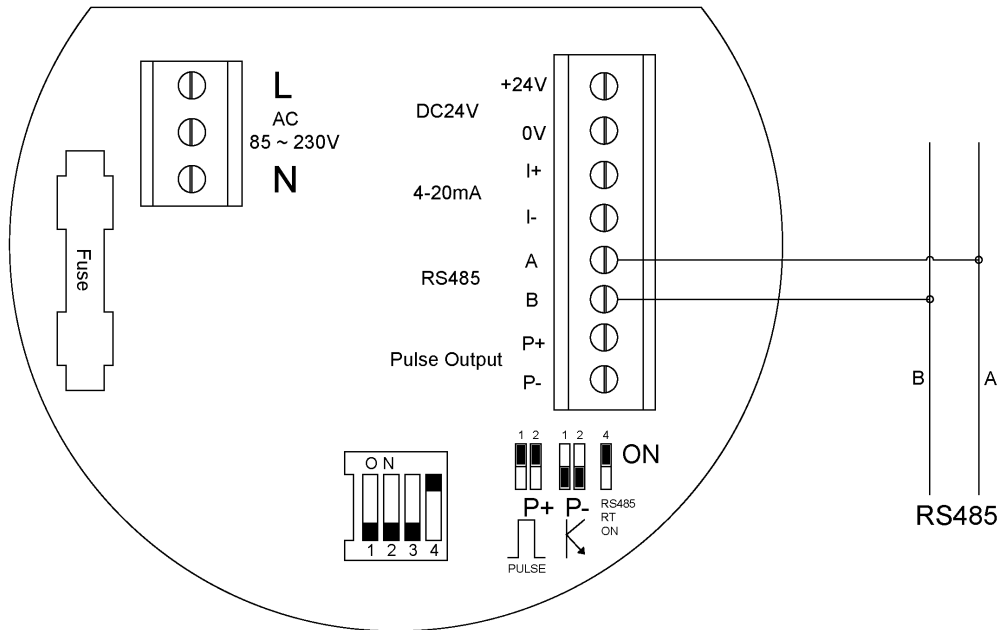 L
AC
85 ~ 230V
N
Fuse
+24V
DC24V
0V
I+
4-20mA
I-
A
RS485
B
P+
Pulse Output
P-
B
A
RS485
1 2 1 2 4
ON
P+ P- RS485
RT
ON
PULSE
ON
1 2 3 4